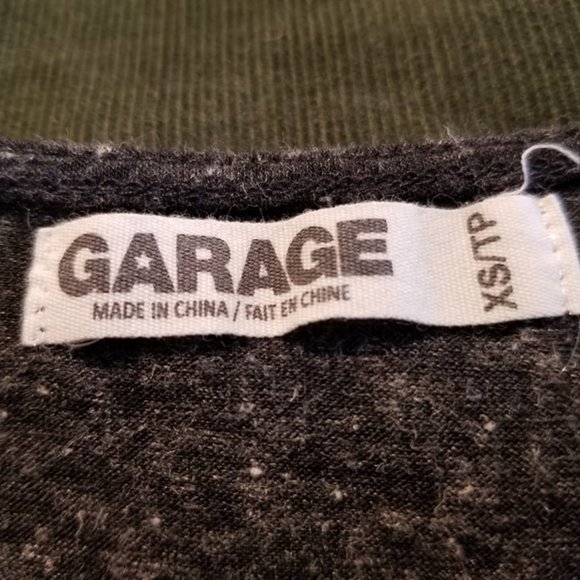 GARAGE
MADE IN CHINA / FAIT EN CHINE
XS/TP